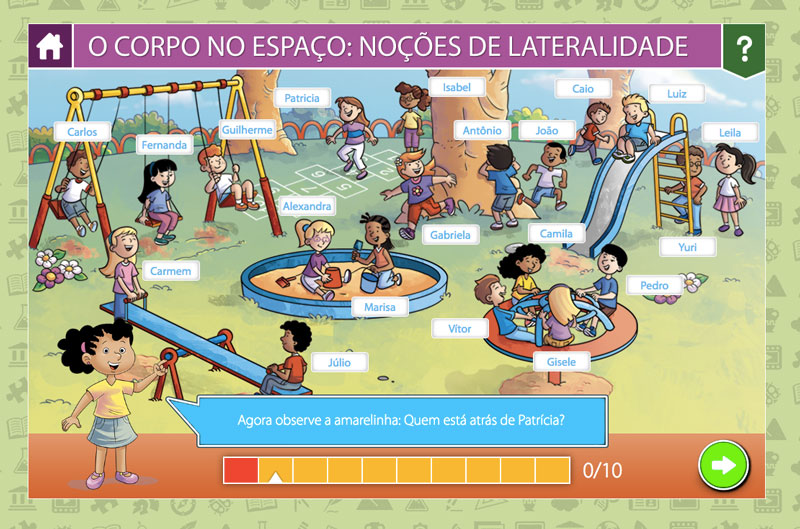 O CORPO NO ESPAÇO: NOÇÕES DE LATERALIDADE
?
Carlos
Fernanda
Guilherme
Patricia
Isabel
Caio
Luiz
Antônio
João
Leila
Alexandra
Gabriela
Camila
Yuri
Carmem
Marisa
Pedro
Vítor
Júlio
Gisele
Agora observe a amarelinha: Quem está atrás de Patrícia?
0/10